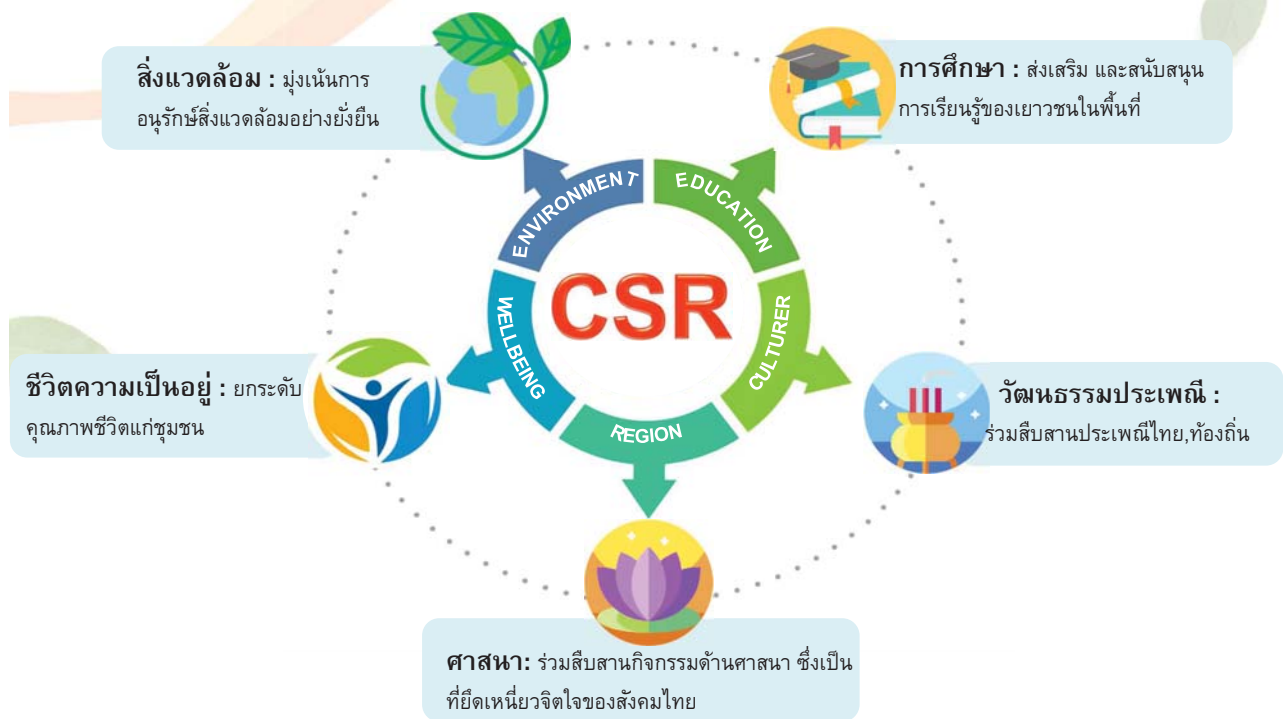 สิ่งแวดล้อม : มุ่งเน้นการ
อนุรักษ์สิ่งแวดล้อมอย่างยั่งยืน
การศึกษา : ส่งเสริม และสนับสนุน
การเรียนรู้ของเยาวชนในพื้นที่
ENVIRONMENT
EDUCATION
CSR
WELLBEING
CULTURER
REGION
ชีวิตความเป็นอยู่ : ยกระดับ
คุณภาพชีวิตแก่ชุมชน
วัฒนธรรมประเพณี :
ร่วมสืบสานประเพณีไทย,ท้องถิ่น
ศาสนา: ร่วมสืบสานกิจกรรมด้านศาสนา ซึ่งเป็น
ที่ยึดเหนี่ยวจิตใจของสังคมไทย